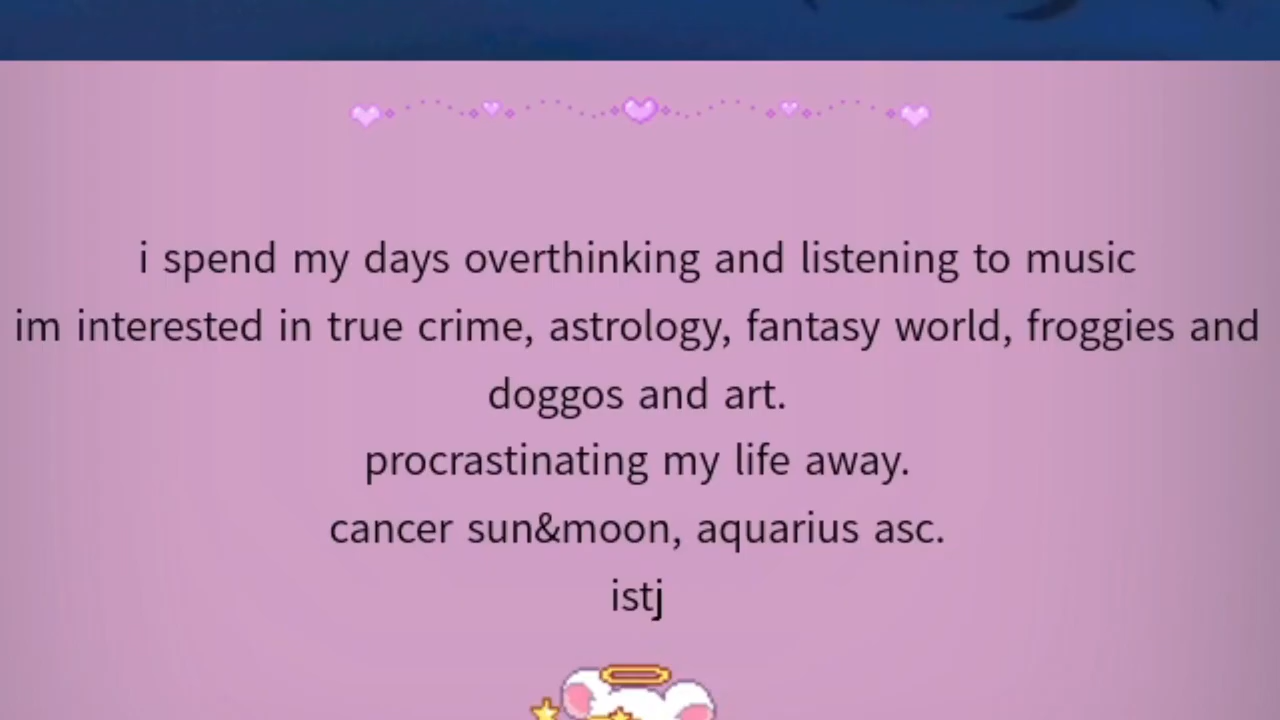 i spend my days overthinking and listening to music
im interested in true crime, astrology, fantasy world, froggies and
doggos and art.
procrastinating my life away.
cancer sun&moon, aquarius asc.
istj